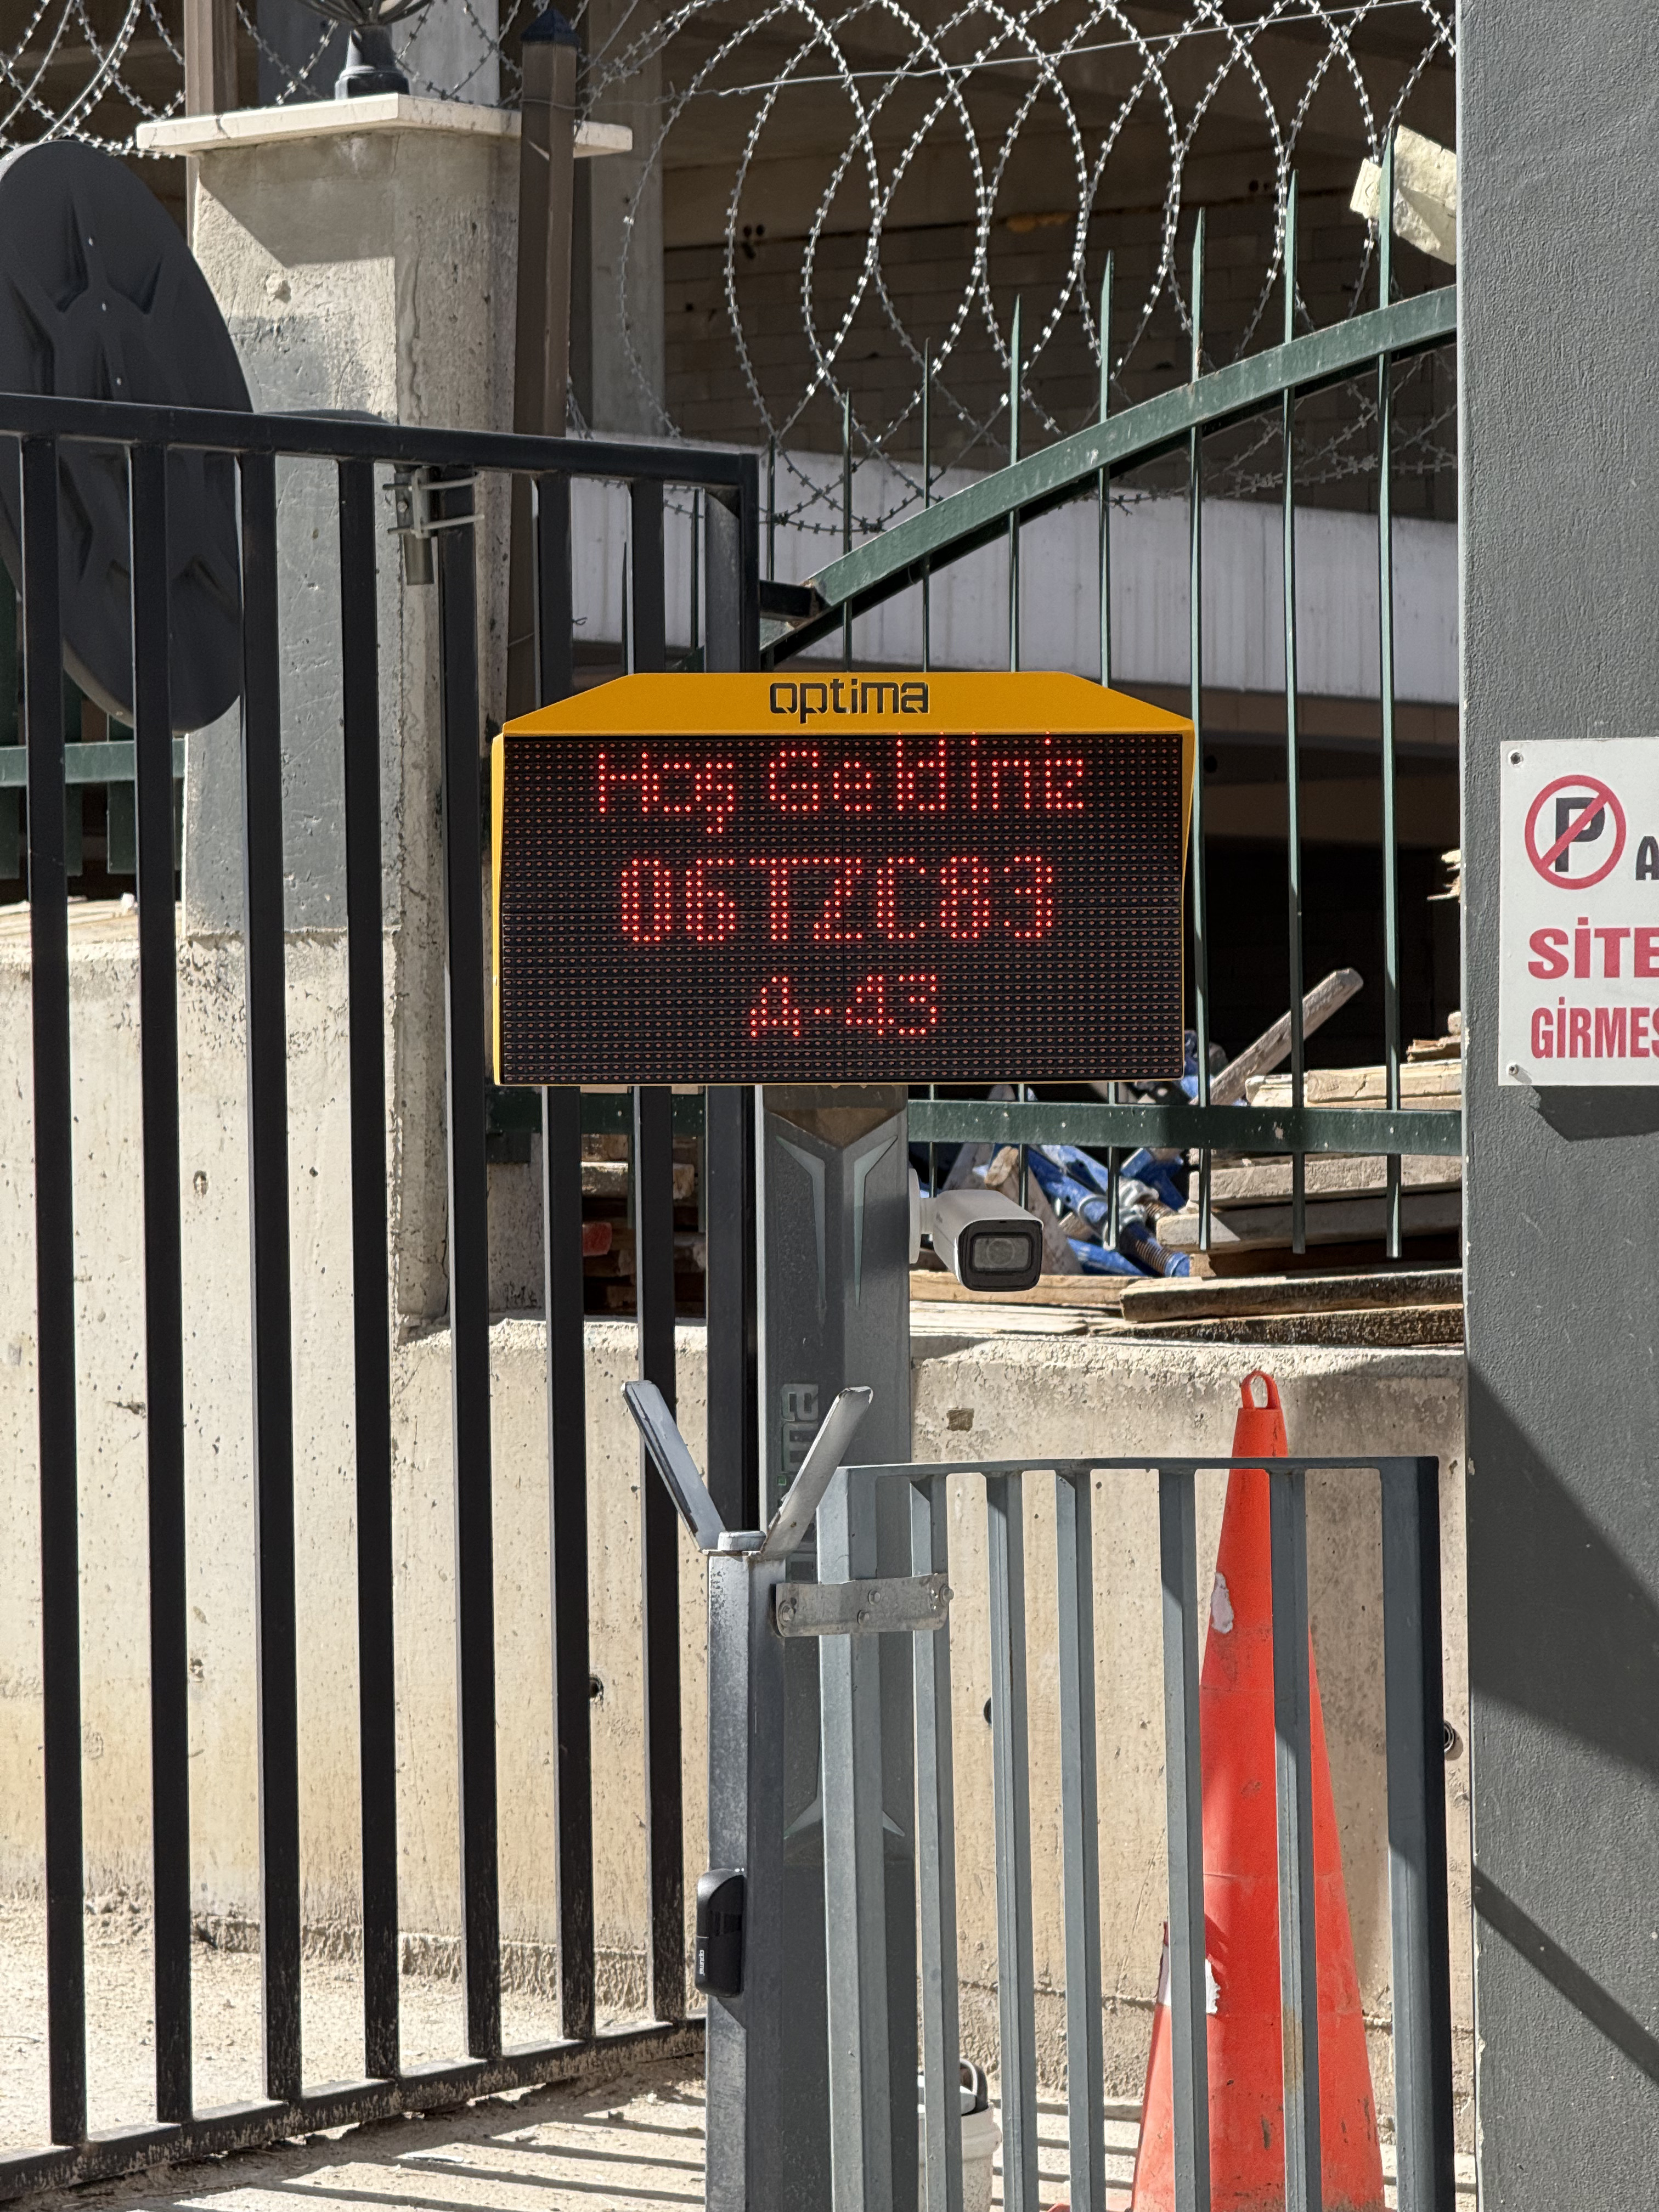 optima
Hoş Geldiniz
06TZC83
A-43
P
SİTE
GİRMES